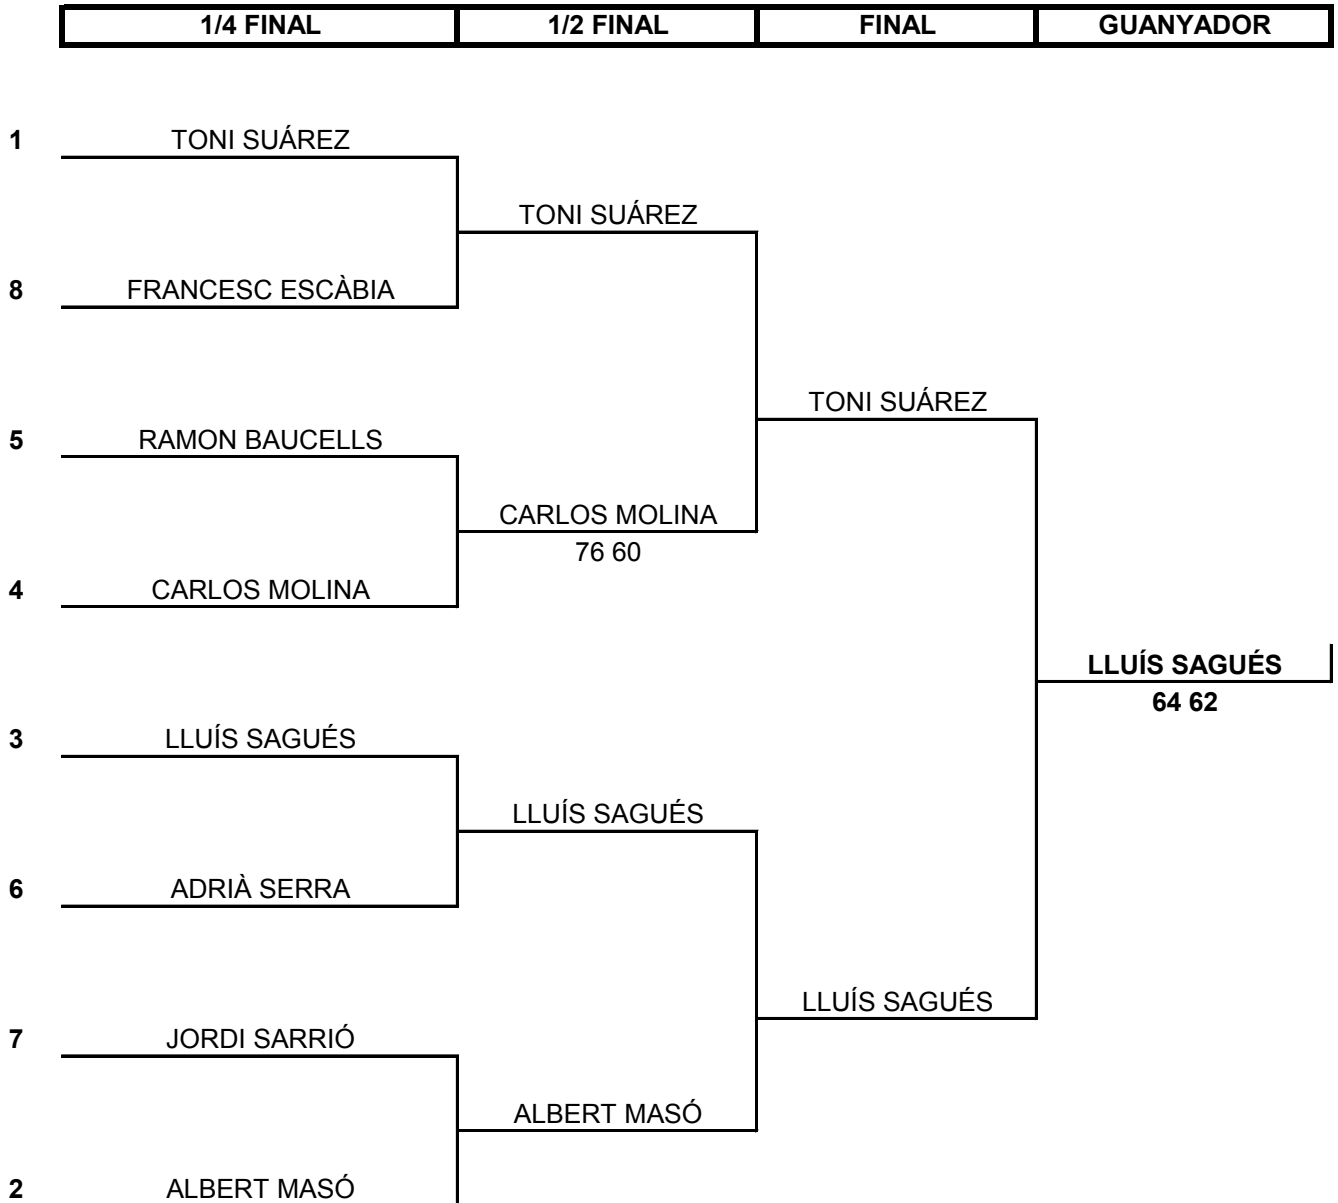 1/4 FINAL 1/2 FINAL FINAL GUANYADOR
1 TONI SUÁREZ
TONI SUÁREZ
8 FRANCESC ESCÀBIA
TONI SUÁREZ
5 RAMON BAUCELLS
CARLOS MOLINA
76 60
4 CARLOS MOLINA
LLUÍS SAGUÉS
64 62
3 LLUÍS SAGUÉS
LLUÍS SAGUÉS
6 ADRIÀ SERRA
LLUÍS SAGUÉS
7 JORDI SARRIÓ
ALBERT MASÓ
2 ALBERT MASÓ